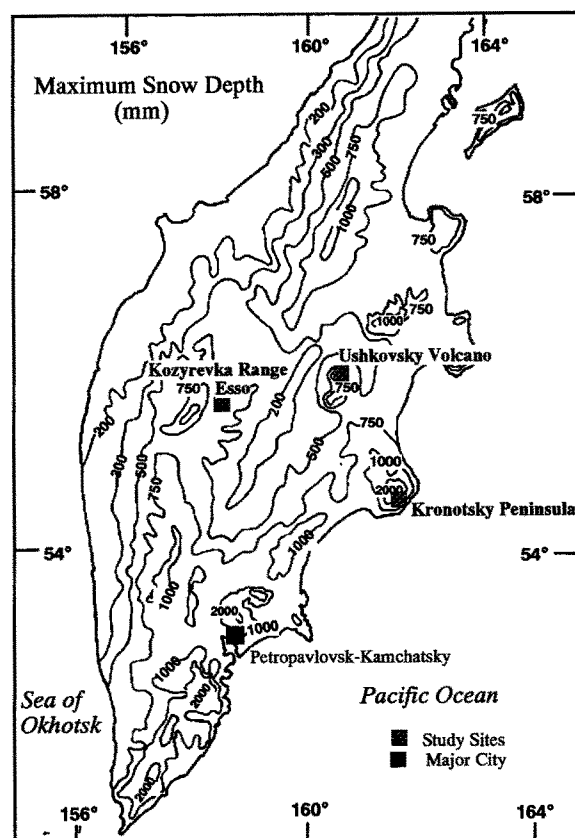 156° 160° 164°
Maximum Snow Depth
(mm)
200
300
500
750
1000
750
58° 58°
750
750
1000
Ushkovsky Volcano
Kozyrevka Range
Esso
750
750
200
200
300
500
750
500
750
1000
2000
Kronotsky Peninsula
54° 54°
1000
1000
2000
1000
Petropavlovsk-Kamchatsky
1000
2000
Sea of
Okhotsk
Pacific Ocean
Study Sites
Major City
2000
156° 160° 164°